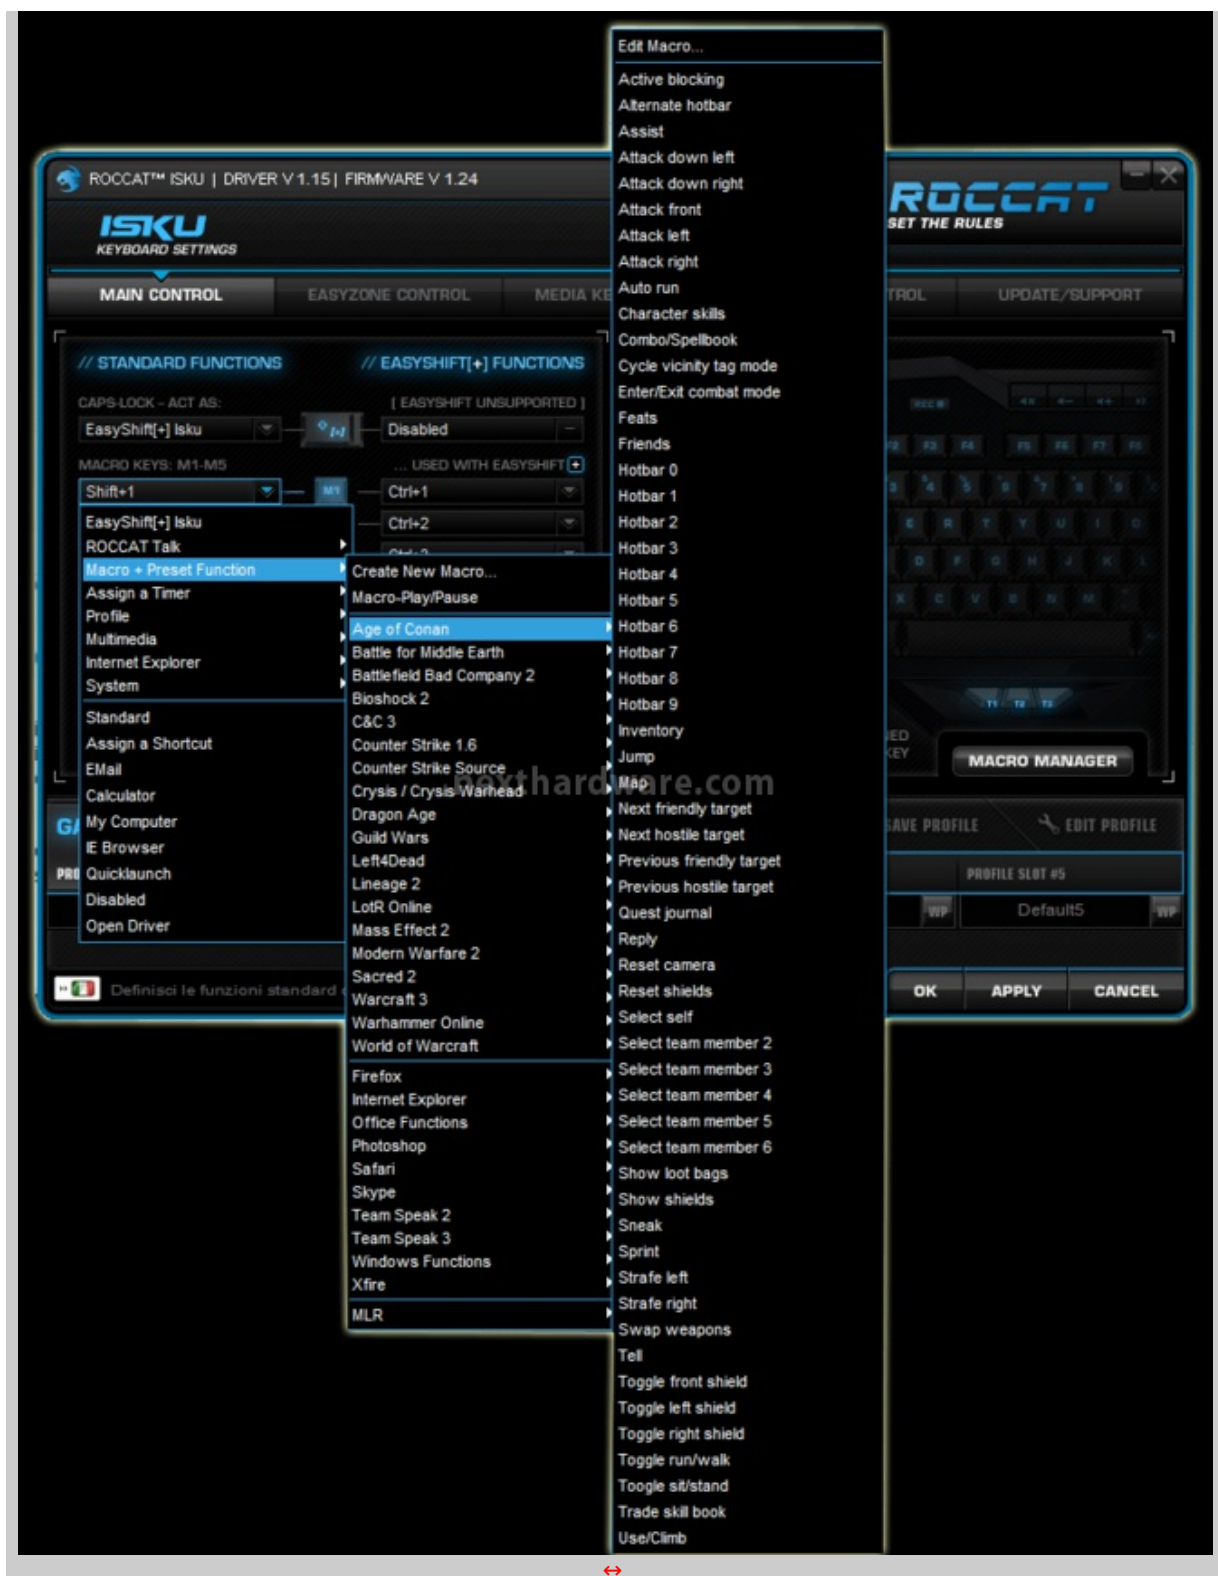 ROCCAT™ ISKU | DRIVER V 1.15 | FIRMWARE V 1.24
ISKU
KEYBOARD SETTINGS
ROCCAT
SET THE RULES
MAIN CONTROL
EASYZONE CONTROL
MEDIA KE
TROL
UPDATE/SUPPORT
// STANDARD FUNCTIONS
// EASYSHIFT[+] FUNCTIONS
CAPS-LOCK - ACT AS:
[ EASYSHIFT UNSUPPORTED ]
EasyShift[+] Isku
Disabled
MACRO KEYS: M1-M5
... USED WITH EASYSHIFT
Shift+1
M1
Ctrl+1
Ctrl+2
EasyShift[+] Isku
ROCCAT Talk
Macro + Preset Function
Assign a Timer
Profile
Multimedia
Internet Explorer
System
Standard
Assign a Shortcut
EMail
Calculator
My Computer
IE Browser
Quicklaunch
Disabled
Open Driver
Create New Macro...
Macro-Play/Pause
Age of Conan
Battle for Middle Earth
Battlefield Bad Company 2
Bioshock 2
C&C 3
Counter Strike 1.6
Counter Strike Source
Crysis / Crysis Warhead
Dragon Age
Guild Wars
Left4Dead
Lineage 2
LotR Online
Mass Effect 2
Modern Warfare 2
Sacred 2
Warcraft 3
Warhammer Online
World of Warcraft
Firefox
Internet Explorer
Office Functions
Photoshop
Safari
Skype
Team Speak 2
Team Speak 3
Windows Functions
Xfire
MLR
Edit Macro...
Active blocking
Alternate hotbar
Assist
Attack down left
Attack down right
Attack front
Attack left
Attack right
Auto run
Character skills
Combo/Spellbook
Cycle vicinity tag mode
Enter/Exit combat mode
Feats
Friends
Hotbar 0
Hotbar 1
Hotbar 2
Hotbar 3
Hotbar 4
Hotbar 5
Hotbar 6
Hotbar 7
Hotbar 8
Hotbar 9
Inventory
Jump
Map
Next friendly target
Next hostile target
Previous friendly target
Previous hostile target
Quest journal
Reply
Reset camera
Reset shields
Select self
Select team member 2
Select team member 3
Select team member 4
Select team member 5
Select team member 6
Show loot bags
Show shields
Sneak
Sprint
Strafe left
Strafe right
Swap weapons
Tell
Toggle front shield
Toggle left shield
Toggle right shield
Toggle run/walk
Toogle sit/stand
Trade skill book
Use/Climb
T1 T2 T3
MACRO MANAGER
nexthardware.com
SAVE PROFILE
EDIT PROFILE
PROFILE SLOT #5
WP
Default5
WP
Definisci le funzioni standard
OK
APPLY
CANCEL